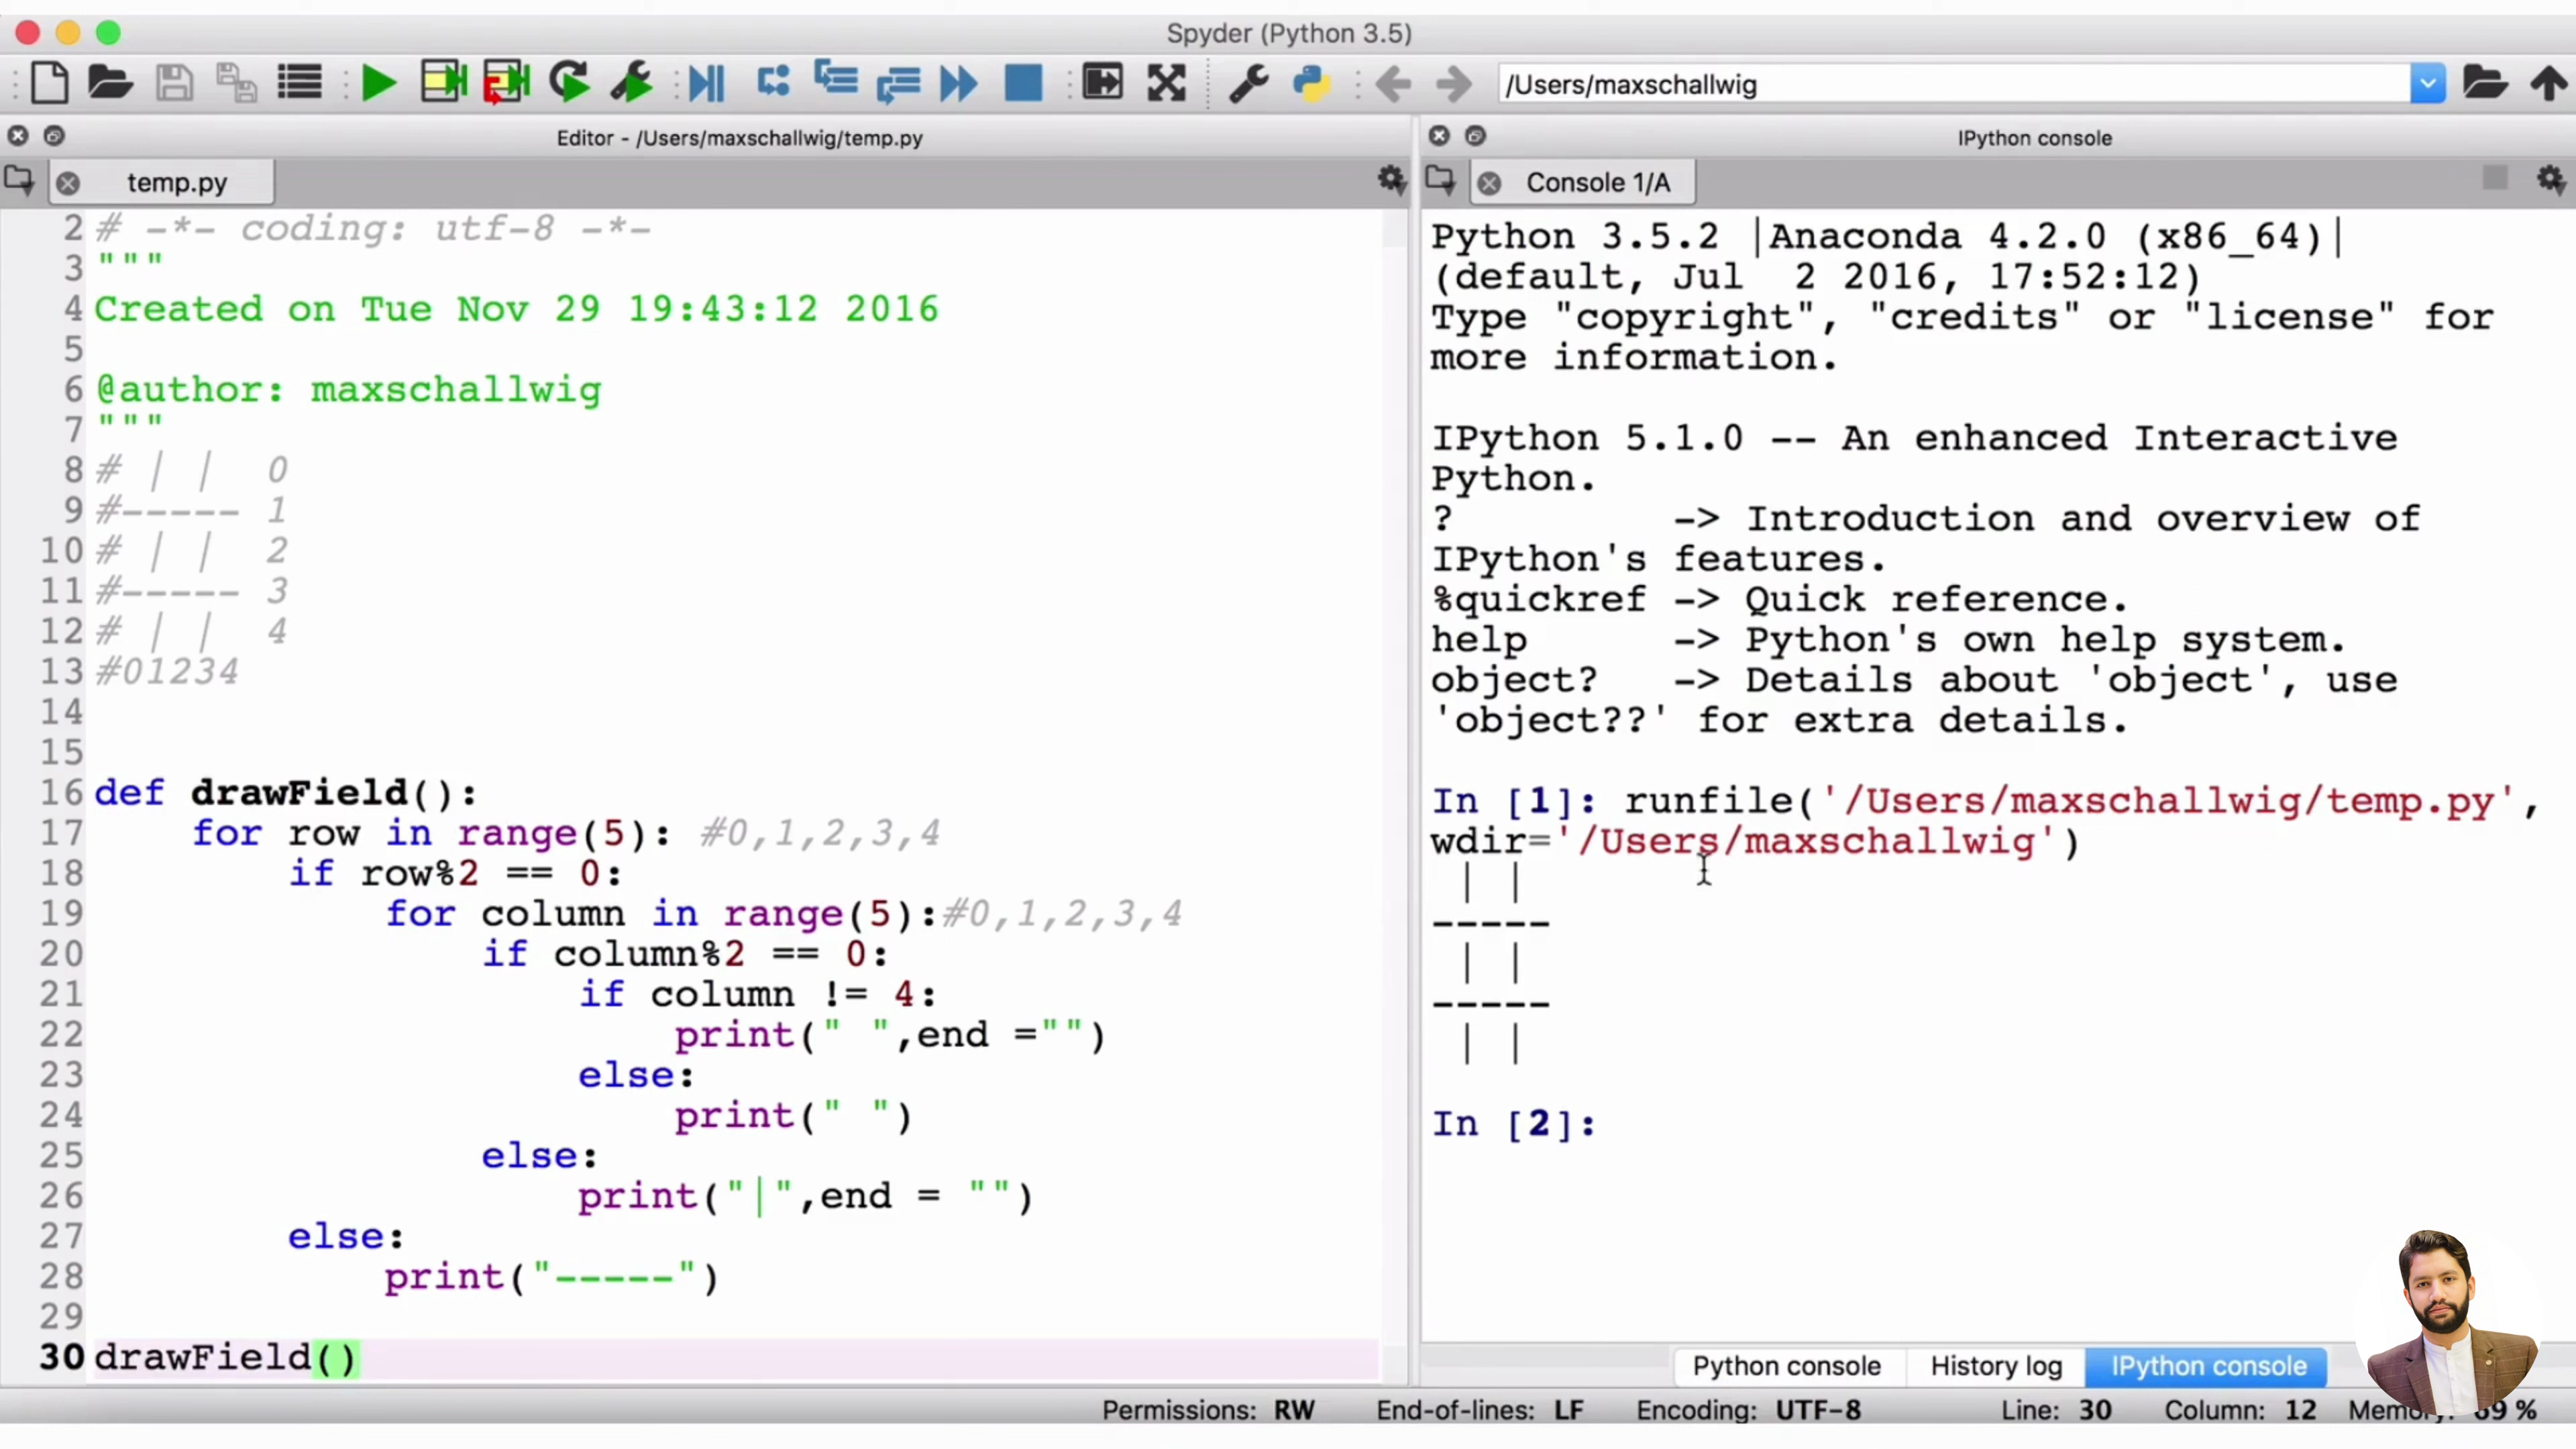 Spyder (Python 3.5)
/Users/maxschallwig
Editor - /Users/maxschallwig/temp.py
temp.py
2 # -*- coding: utf-8 -*-
3 """
4 Created on Tue Nov 29 19:43:12 2016
5
6 @author: maxschallwig
7 """
8 # | |  0
9 #----- 1
10 # | |  2
11 #----- 3
12 # | |  4
13 #01234
14
15
16 def drawField():
17     for row in range(5): #0,1,2,3,4
18         if row%2 == 0:
19             for column in range(5):#0,1,2,3,4
20                 if column%2 == 0:
21                     if column != 4:
22                         print(" ",end ="")
23                     else:
24                         print(" ")
25                 else:
26                     print("|",end = "")
27         else:
28             print("-----")
29
30 drawField()
IPython console
Console 1/A
Python 3.5.2 |Anaconda 4.2.0 (x86_64)|
(default, Jul  2 2016, 17:52:12)
Type "copyright", "credits" or "license" for
more information.
IPython 5.1.0 -- An enhanced Interactive
Python.
?         -> Introduction and overview of
IPython's features.
%quickref -> Quick reference.
help      -> Python's own help system.
object?   -> Details about 'object', use
'object??' for extra details.
In [1]: runfile('/Users/maxschallwig/temp.py',
wdir='/Users/maxschallwig')
 | |
-----
 | |
-----
 | |
In [2]:
Python console History log IPython console
Permissions: RW End-of-lines: LF Encoding: UTF-8 Line: 30 Column: 12 Memory: 69 %